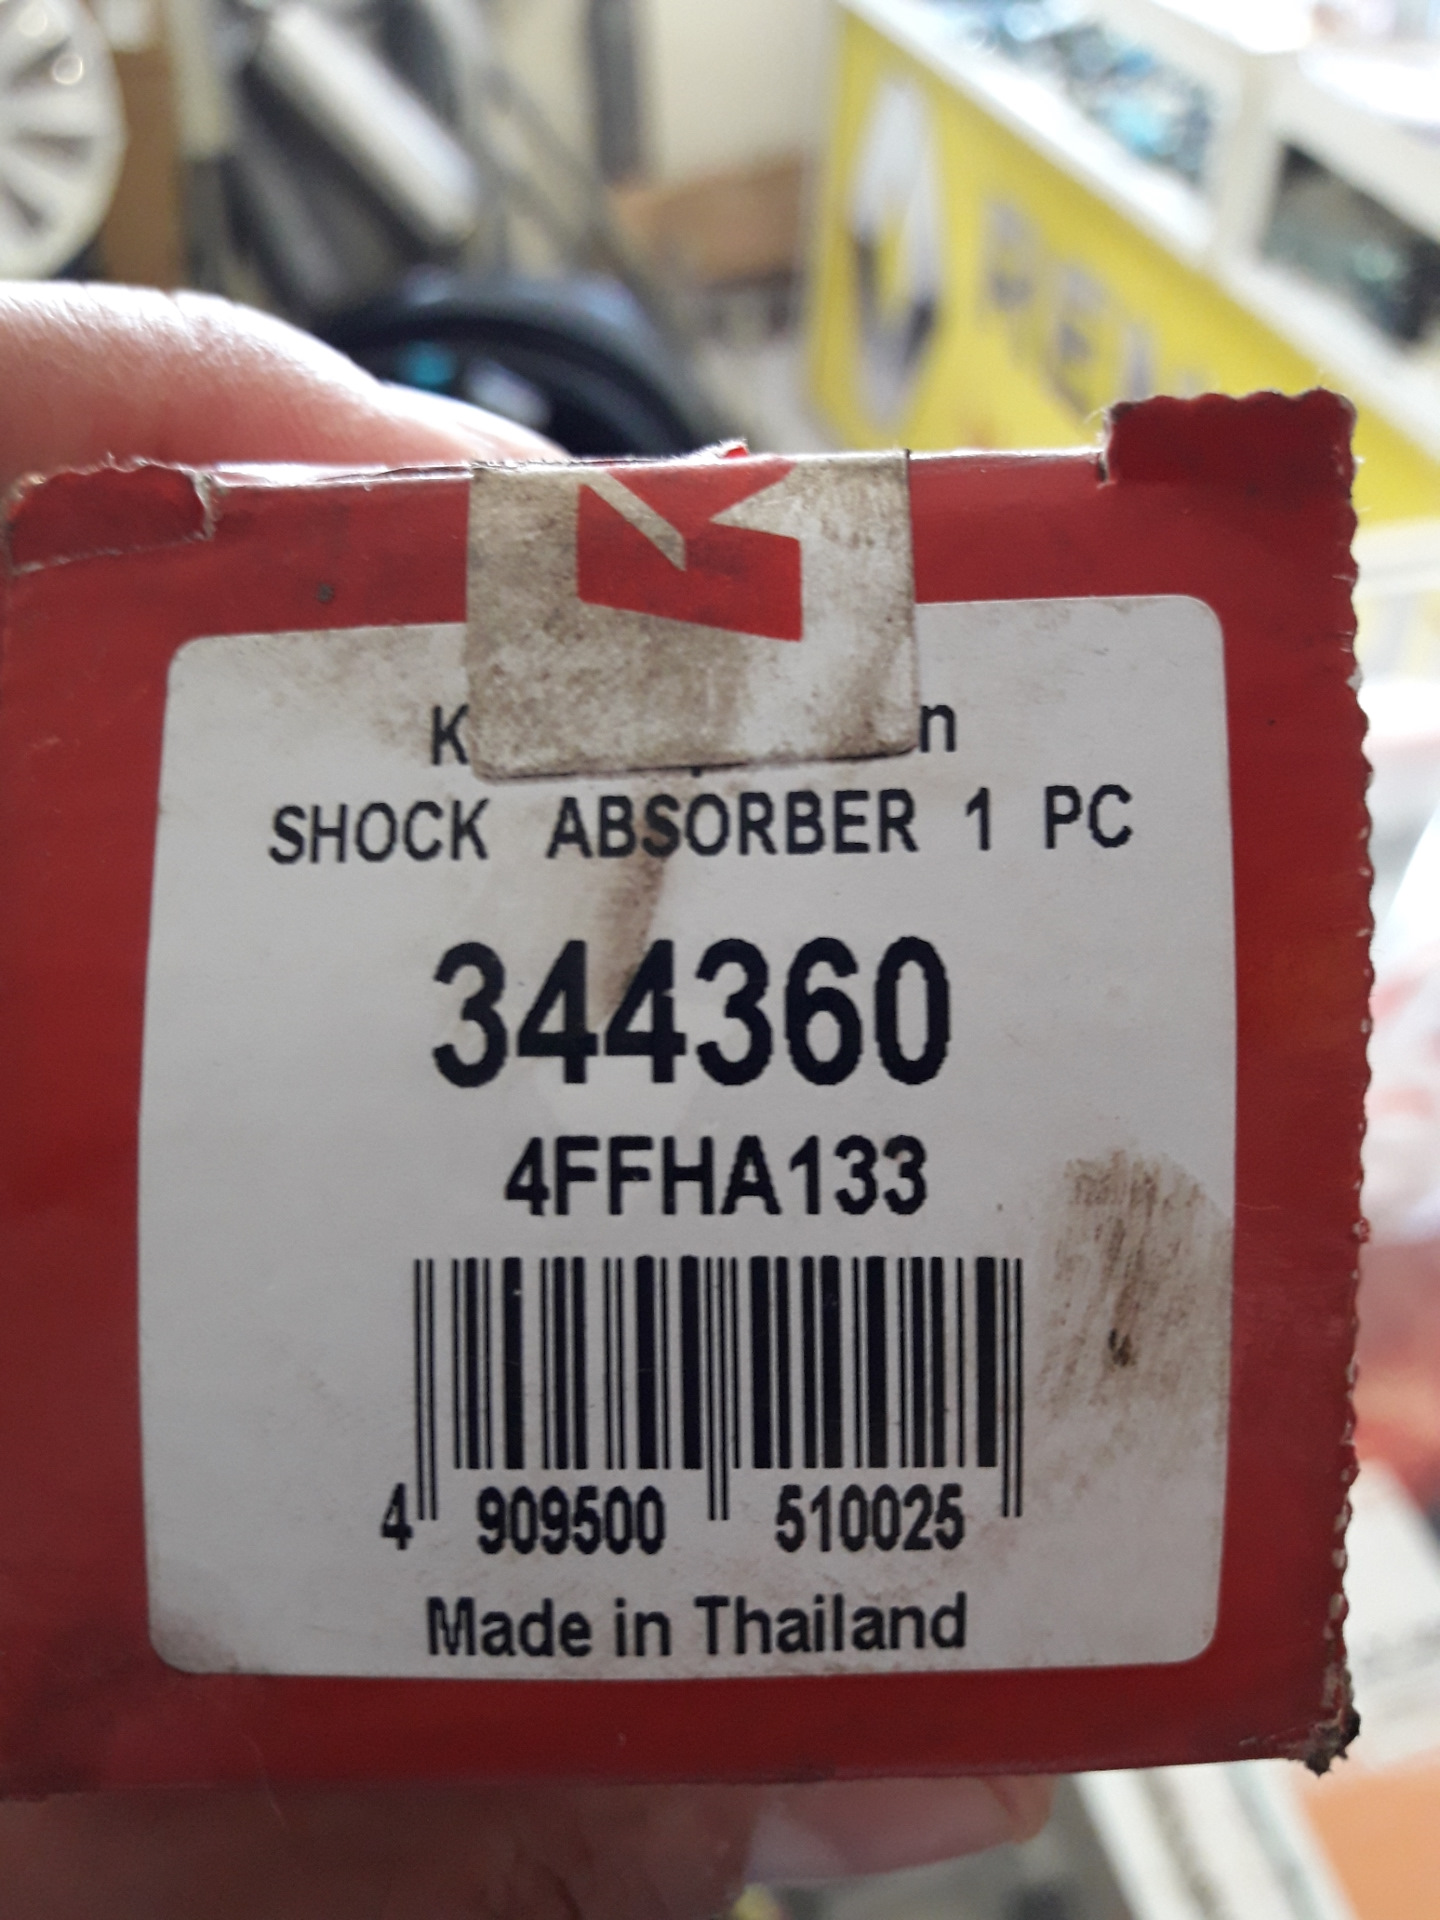 SHOCK ABSORBER 1 PC
344360
4FFHA133
4 909500 510025
Made in Thailand